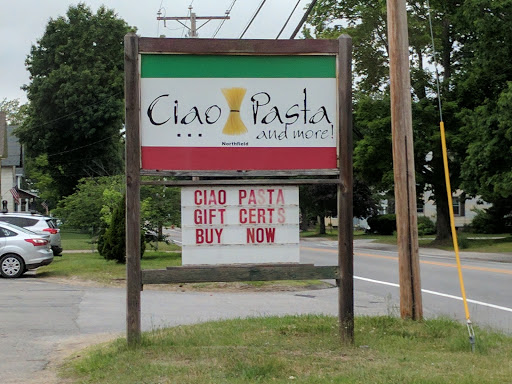 Ciao Pasta
... and more!
Northfield
CIAO PASTA
GIFT CERTS
BUY NOW